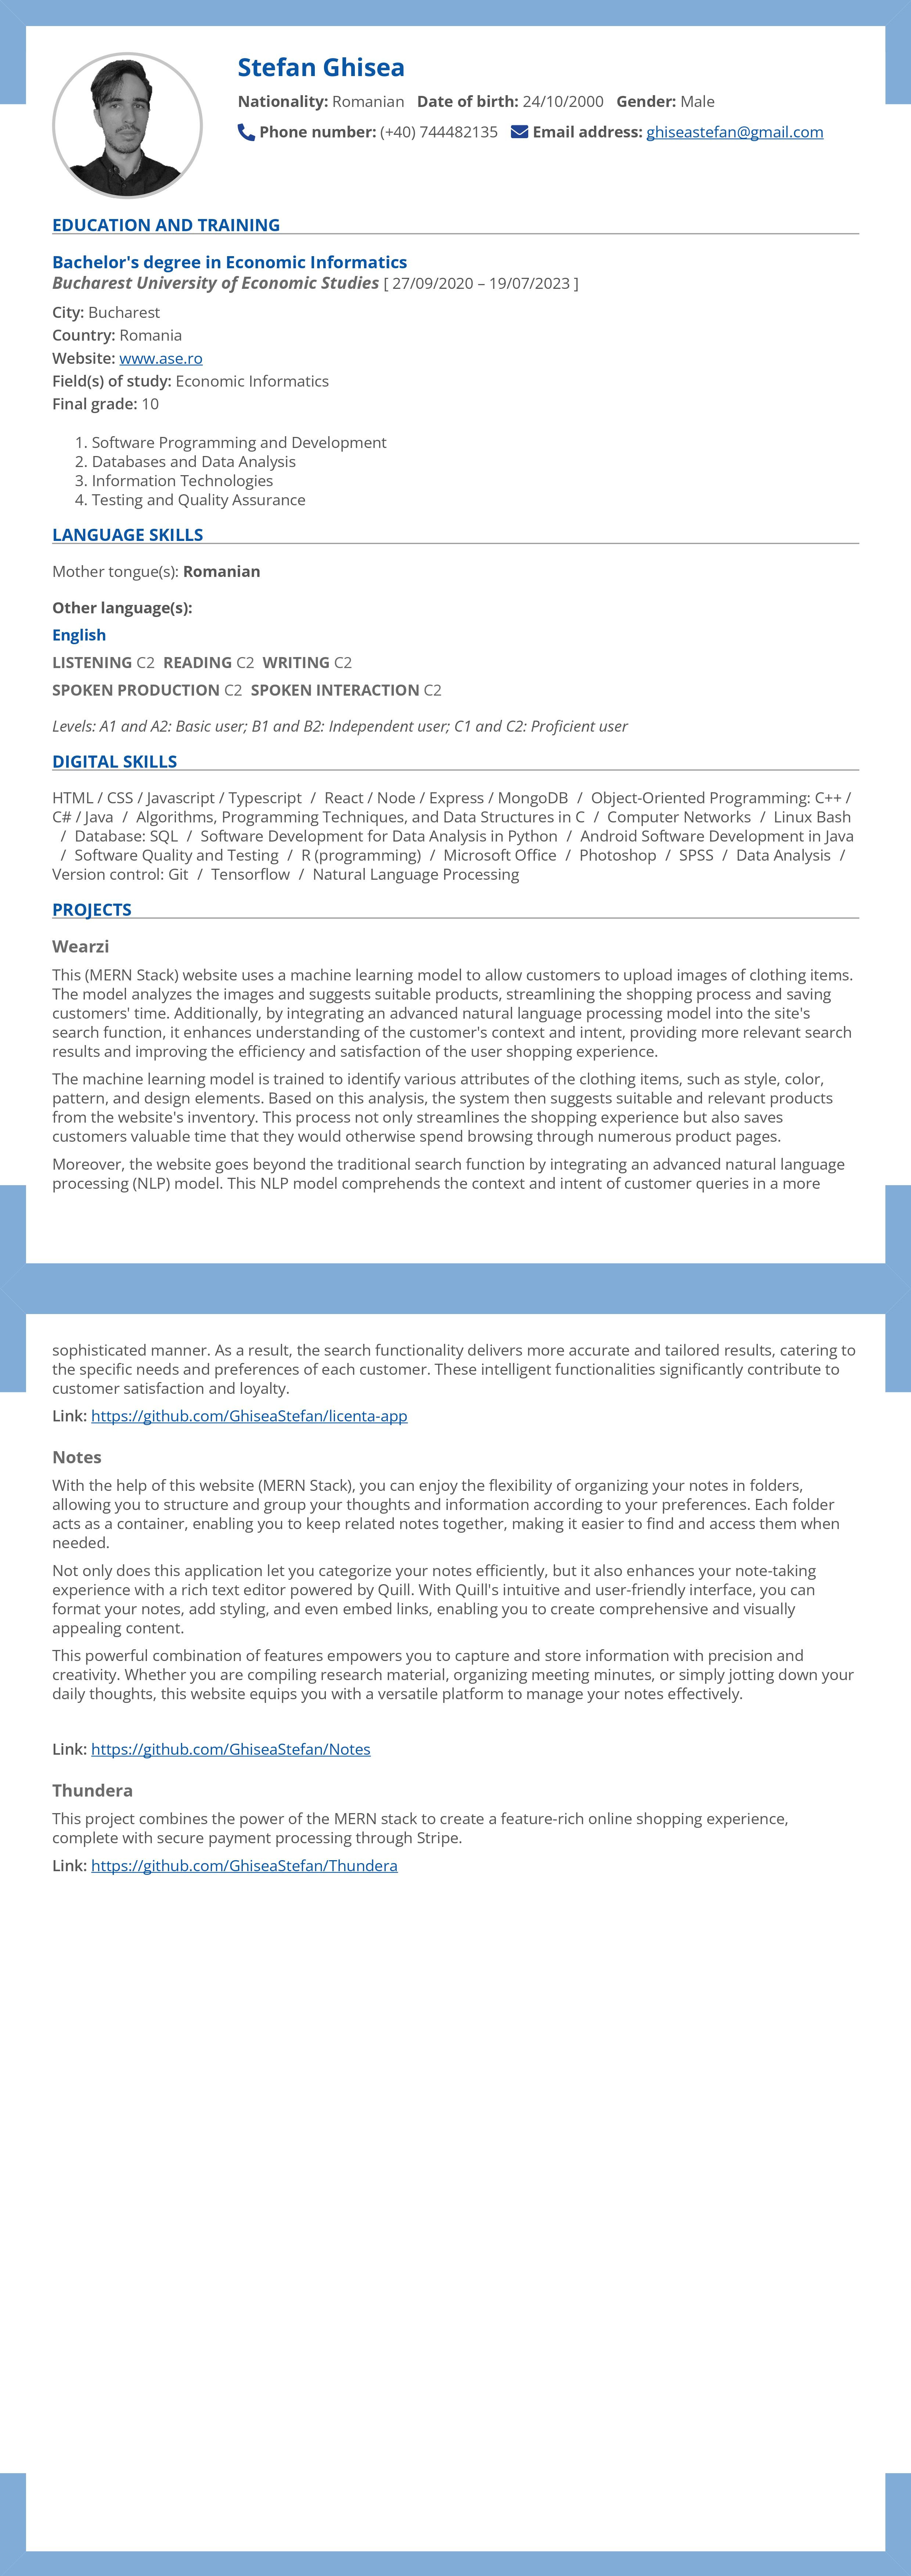 Stefan Ghisea
Nationality: Romanian Date of birth: 24/10/2000 Gender: Male
Phone number: (+40) 744482135 Email address: ghiseastefan@gmail.com
EDUCATION AND TRAINING
Bachelor's degree in Economic Informatics
Bucharest University of Economic Studies [ 27/09/2020 – 19/07/2023 ]
City: Bucharest
Country: Romania
Website: www.ase.ro
Field(s) of study: Economic Informatics
Final grade: 10
1. Software Programming and Development
2. Databases and Data Analysis
3. Information Technologies
4. Testing and Quality Assurance
LANGUAGE SKILLS
Mother tongue(s): Romanian
Other language(s):
English
LISTENING C2 READING C2 WRITING C2
SPOKEN PRODUCTION C2 SPOKEN INTERACTION C2
Levels: A1 and A2: Basic user; B1 and B2: Independent user; C1 and C2: Proficient user
DIGITAL SKILLS
HTML / CSS / Javascript / Typescript / React / Node / Express / MongoDB / Object-Oriented Programming: C++ /
C# / Java / Algorithms, Programming Techniques, and Data Structures in C / Computer Networks / Linux Bash
/ Database: SQL / Software Development for Data Analysis in Python / Android Software Development in Java
/ Software Quality and Testing / R (programming) / Microsoft Office / Photoshop / SPSS / Data Analysis /
Version control: Git / Tensorflow / Natural Language Processing
PROJECTS
Wearzi
This (MERN Stack) website uses a machine learning model to allow customers to upload images of clothing items.
The model analyzes the images and suggests suitable products, streamlining the shopping process and saving
customers' time. Additionally, by integrating an advanced natural language processing model into the site's
search function, it enhances understanding of the customer's context and intent, providing more relevant search
results and improving the efficiency and satisfaction of the user shopping experience.
The machine learning model is trained to identify various attributes of the clothing items, such as style, color,
pattern, and design elements. Based on this analysis, the system then suggests suitable and relevant products
from the website's inventory. This process not only streamlines the shopping experience but also saves
customers valuable time that they would otherwise spend browsing through numerous product pages.
Moreover, the website goes beyond the traditional search function by integrating an advanced natural language
processing (NLP) model. This NLP model comprehends the context and intent of customer queries in a more
sophisticated manner. As a result, the search functionality delivers more accurate and tailored results, catering to
the specific needs and preferences of each customer. These intelligent functionalities significantly contribute to
customer satisfaction and loyalty.
Link: https://github.com/GhiseaStefan/licenta-app
Notes
With the help of this website (MERN Stack), you can enjoy the flexibility of organizing your notes in folders,
allowing you to structure and group your thoughts and information according to your preferences. Each folder
acts as a container, enabling you to keep related notes together, making it easier to find and access them when
needed.
Not only does this application let you categorize your notes efficiently, but it also enhances your note-taking
experience with a rich text editor powered by Quill. With Quill's intuitive and user-friendly interface, you can
format your notes, add styling, and even embed links, enabling you to create comprehensive and visually
appealing content.
This powerful combination of features empowers you to capture and store information with precision and
creativity. Whether you are compiling research material, organizing meeting minutes, or simply jotting down your
daily thoughts, this website equips you with a versatile platform to manage your notes effectively.
Link: https://github.com/GhiseaStefan/Notes
Thundera
This project combines the power of the MERN stack to create a feature-rich online shopping experience,
complete with secure payment processing through Stripe.
Link: https://github.com/GhiseaStefan/Thundera